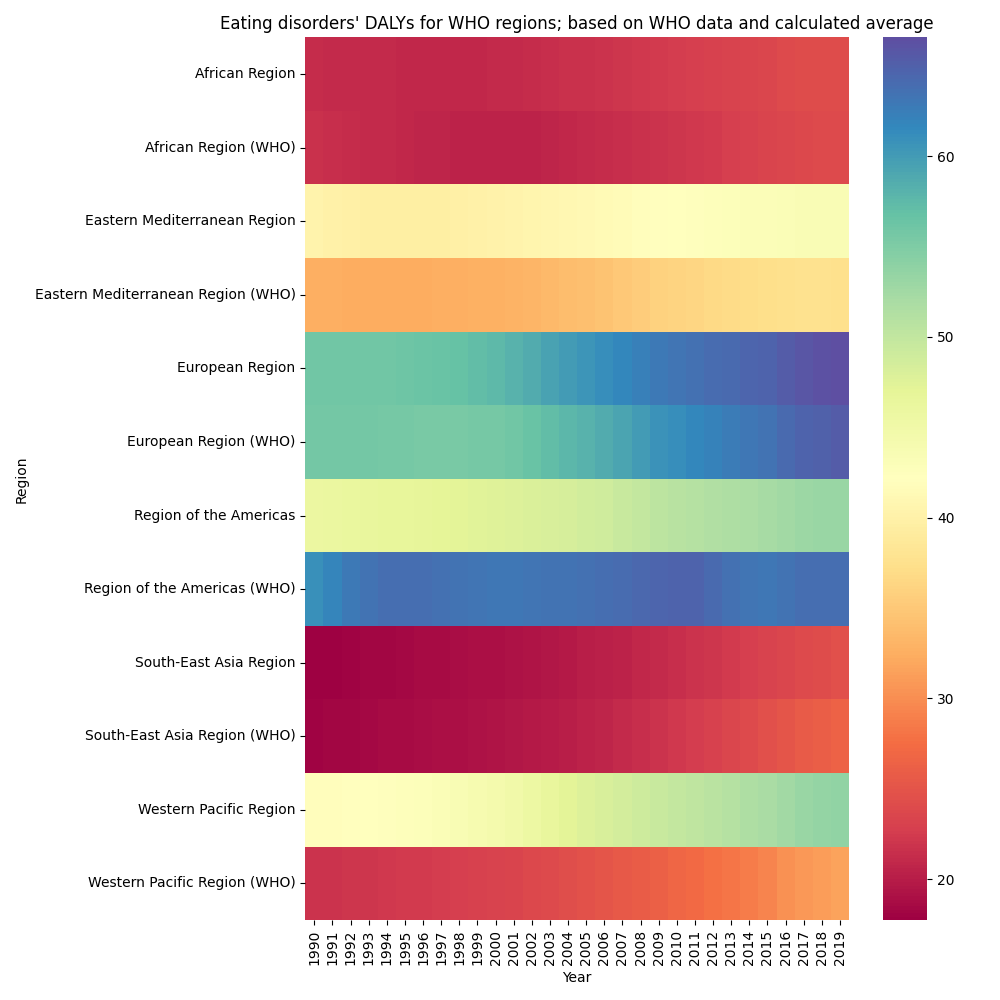 Eating disorders' DALYs for WHO regions; based on WHO data and calculated average
African Region
African Region (WHO)
Eastern Mediterranean Region
Eastern Mediterranean Region (WHO)
European Region
European Region (WHO)
Region of the Americas
Region of the Americas (WHO)
South-East Asia Region
South-East Asia Region (WHO)
Western Pacific Region
Western Pacific Region (WHO)
Region
1990 1991 1992 1993 1994 1995 1996 1997 1998 1999 2000 2001 2002 2003 2004 2005 2006 2007 2008 2009 2010 2011 2012 2013 2014 2015 2016 2017 2018 2019
Year
60
50
40
30
20